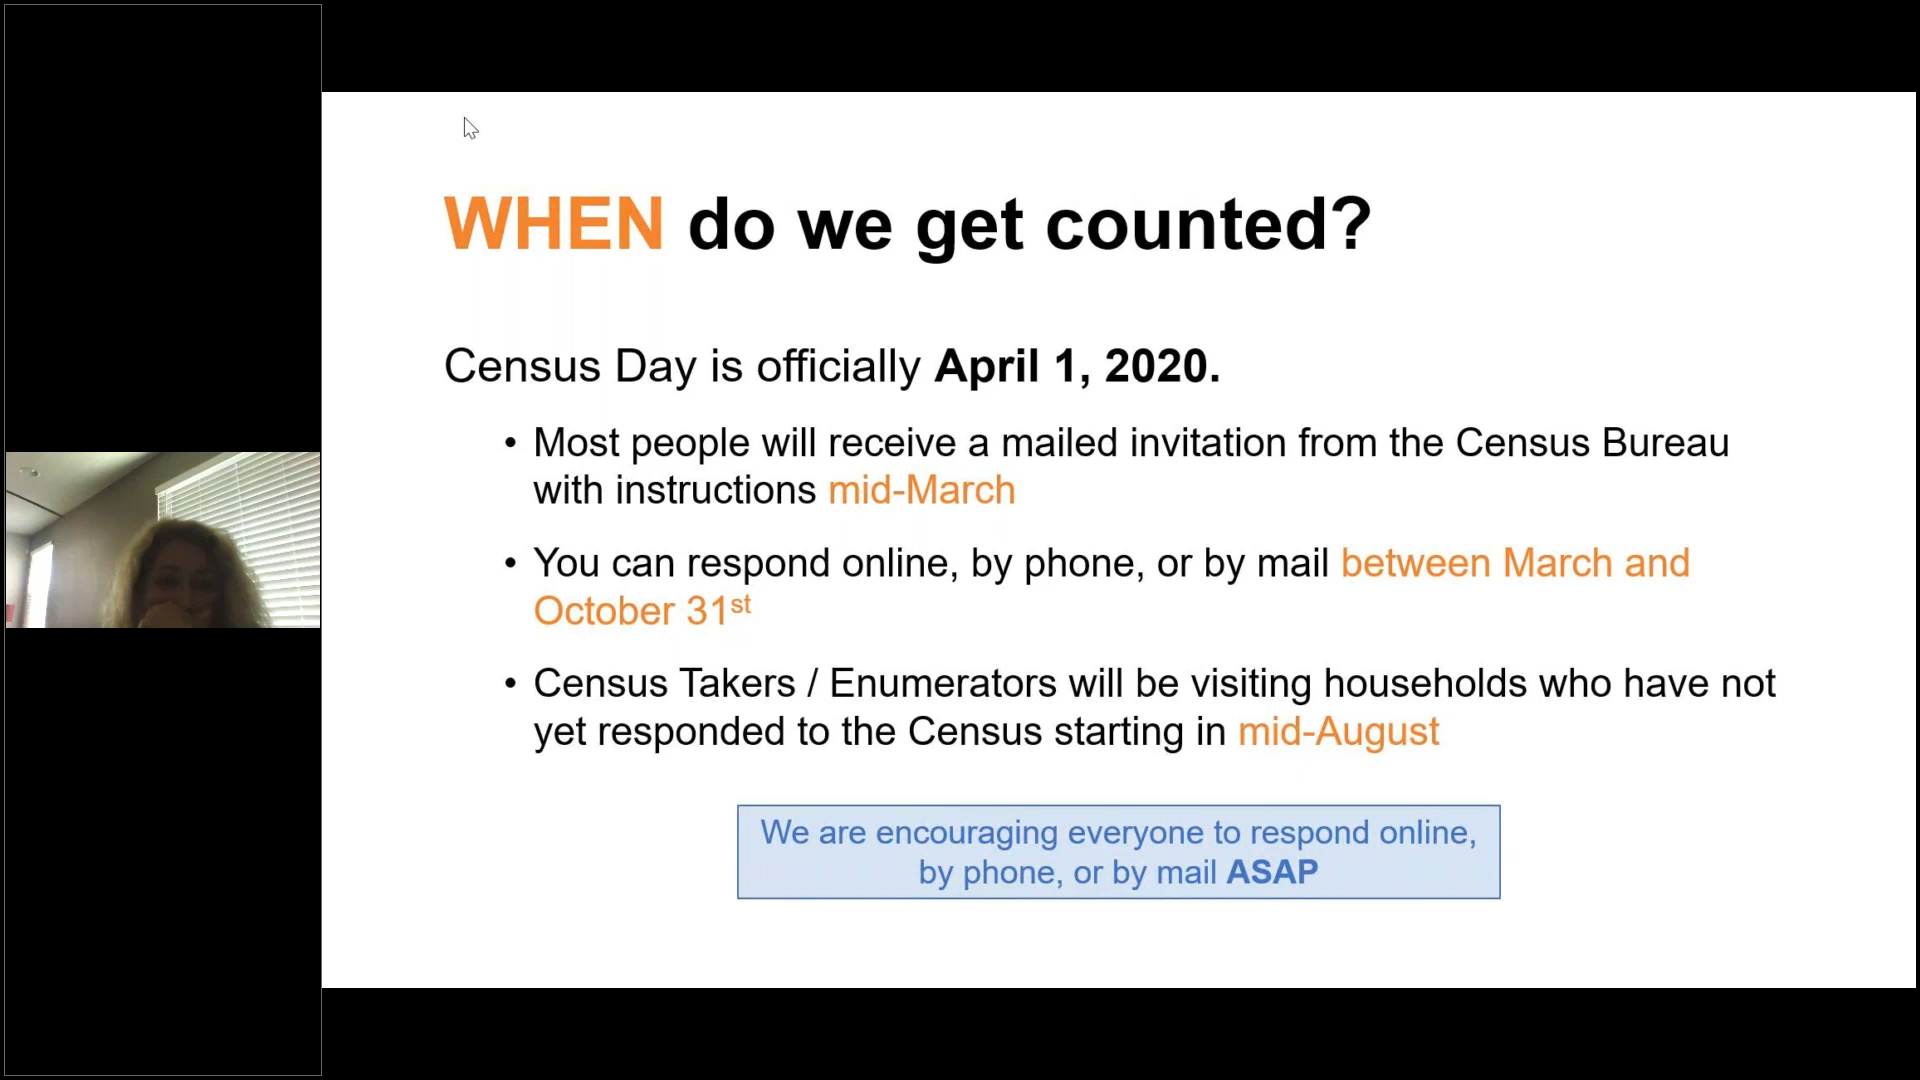 WHEN do we get counted?
Census Day is officially April 1, 2020.
• Most people will receive a mailed invitation from the Census Bureau
with instructions mid-March
• You can respond online, by phone, or by mail between March and
October 31st
• Census Takers / Enumerators will be visiting households who have not
yet responded to the Census starting in mid-August
We are encouraging everyone to respond online,
by phone, or by mail ASAP